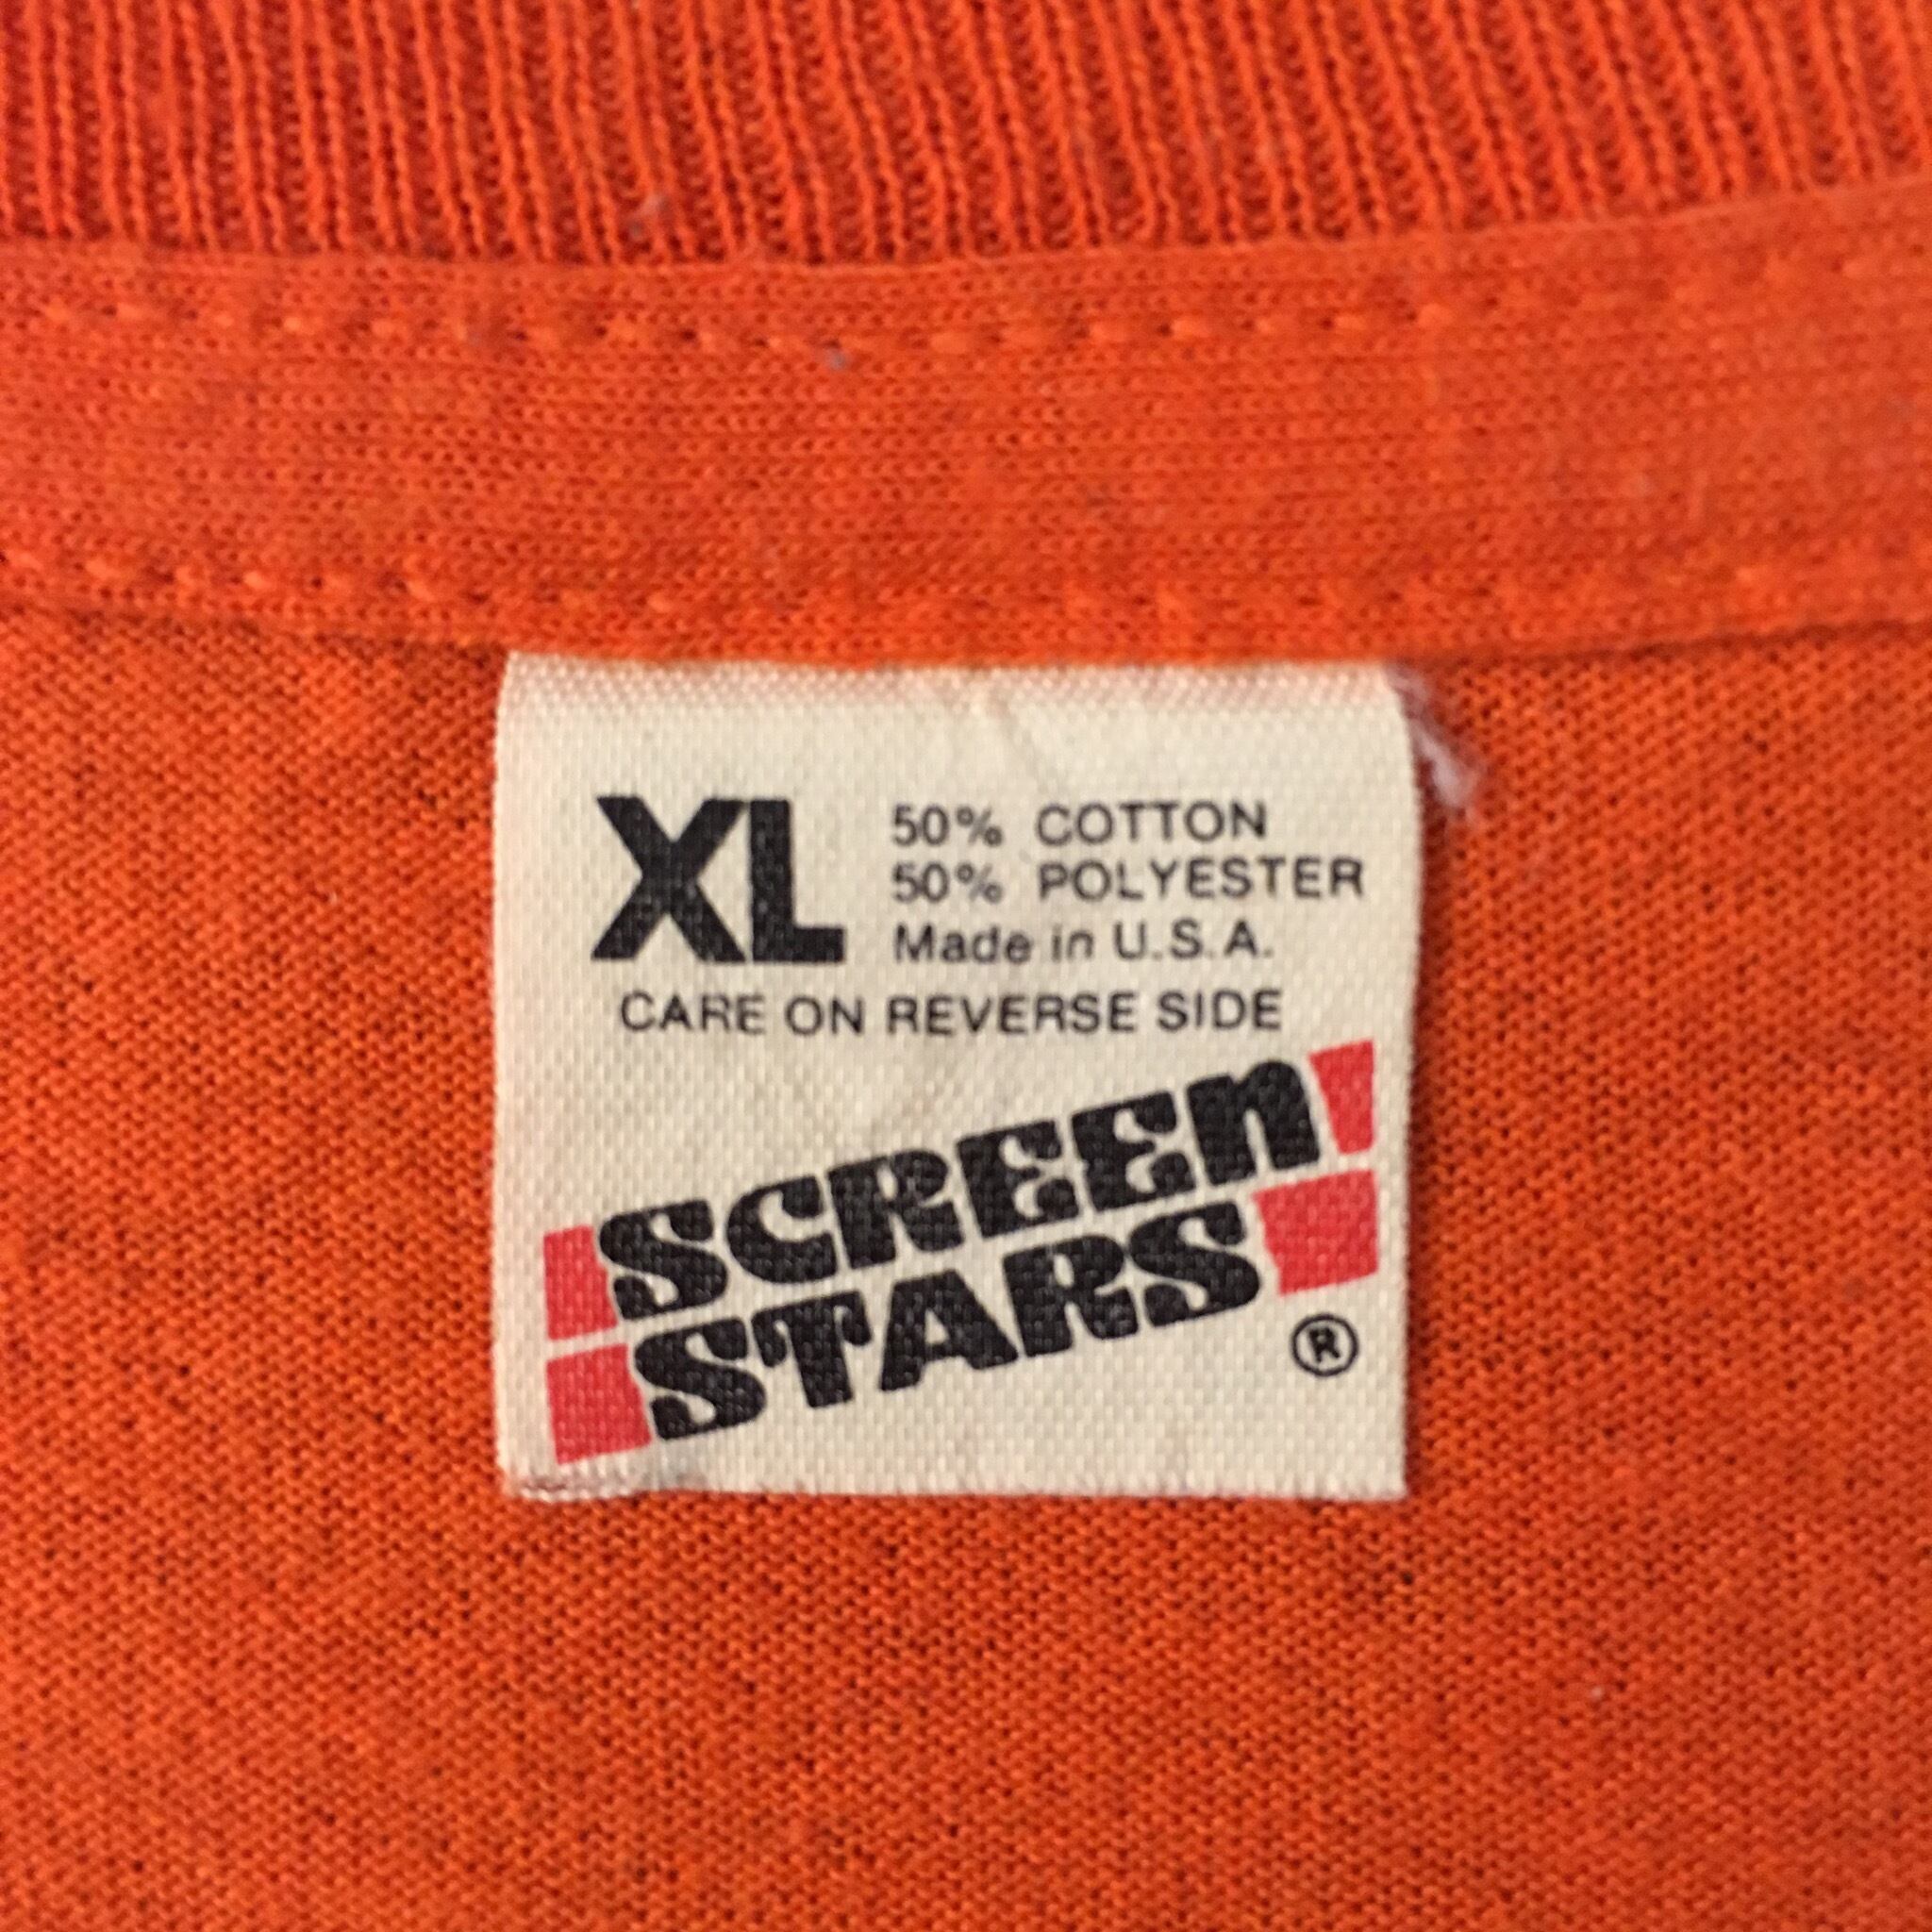 XL
50% COTTON
50% POLYESTER
Made in U.S.A.
CARE ON REVERSE SIDE
SCREEN
STARS
®